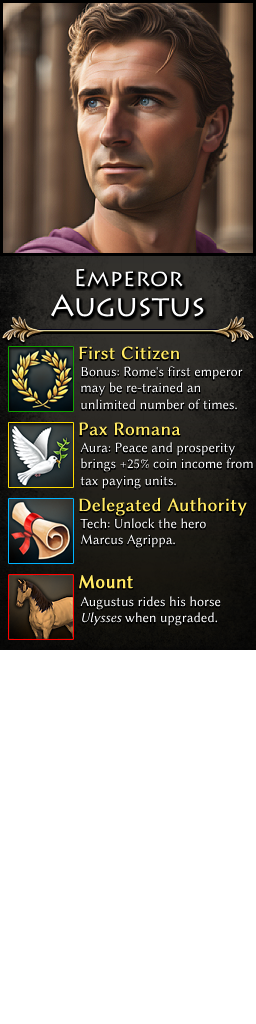 Emperor
Augustus
First Citizen
Bonus: Rome's first emperor
may be re-trained an
unlimited number of times.
Pax Romana
Aura: Peace and prosperity
brings +25% coin income from
tax paying units.
Delegated Authority
Tech: Unlock the hero
Marcus Agrippa.
Mount
Augustus rides his horse
Ulysses when upgraded.